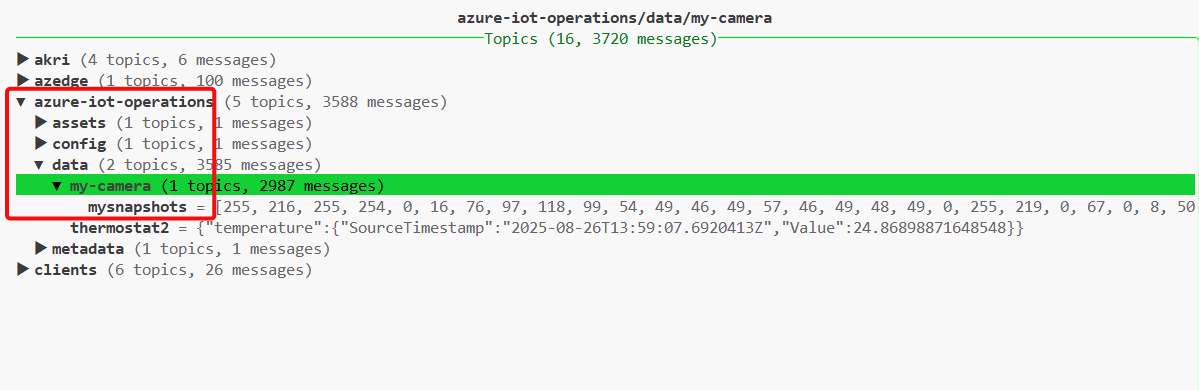 azure-iot-operations/data/my-camera
Topics (16, 3720 messages)
▶ akri (4 topics, 6 messages)
▶ azedge (1 topics, 100 messages)
▼ azure-iot-operations (5 topics, 3588 messages)
▶ assets (1 topics, 1 messages)
▶ config (1 topics, 1 messages)
▼ data (2 topics, 3585 messages)
▼ my-camera (1 topics, 2987 messages)
mysnapshots = [255, 216, 255, 254, 0, 16, 76, 97, 118, 99, 54, 49, 46, 49, 57, 46, 49, 48, 49, 0, 255, 219, 0, 67, 0, 8, 50
thermostat2 = {"temperature":{"SourceTimestamp":"2025-08-26T13:59:07.6920413Z","Value":24.86898871648548}}
▶ metadata (1 topics, 1 messages)
▶ clients (6 topics, 26 messages)